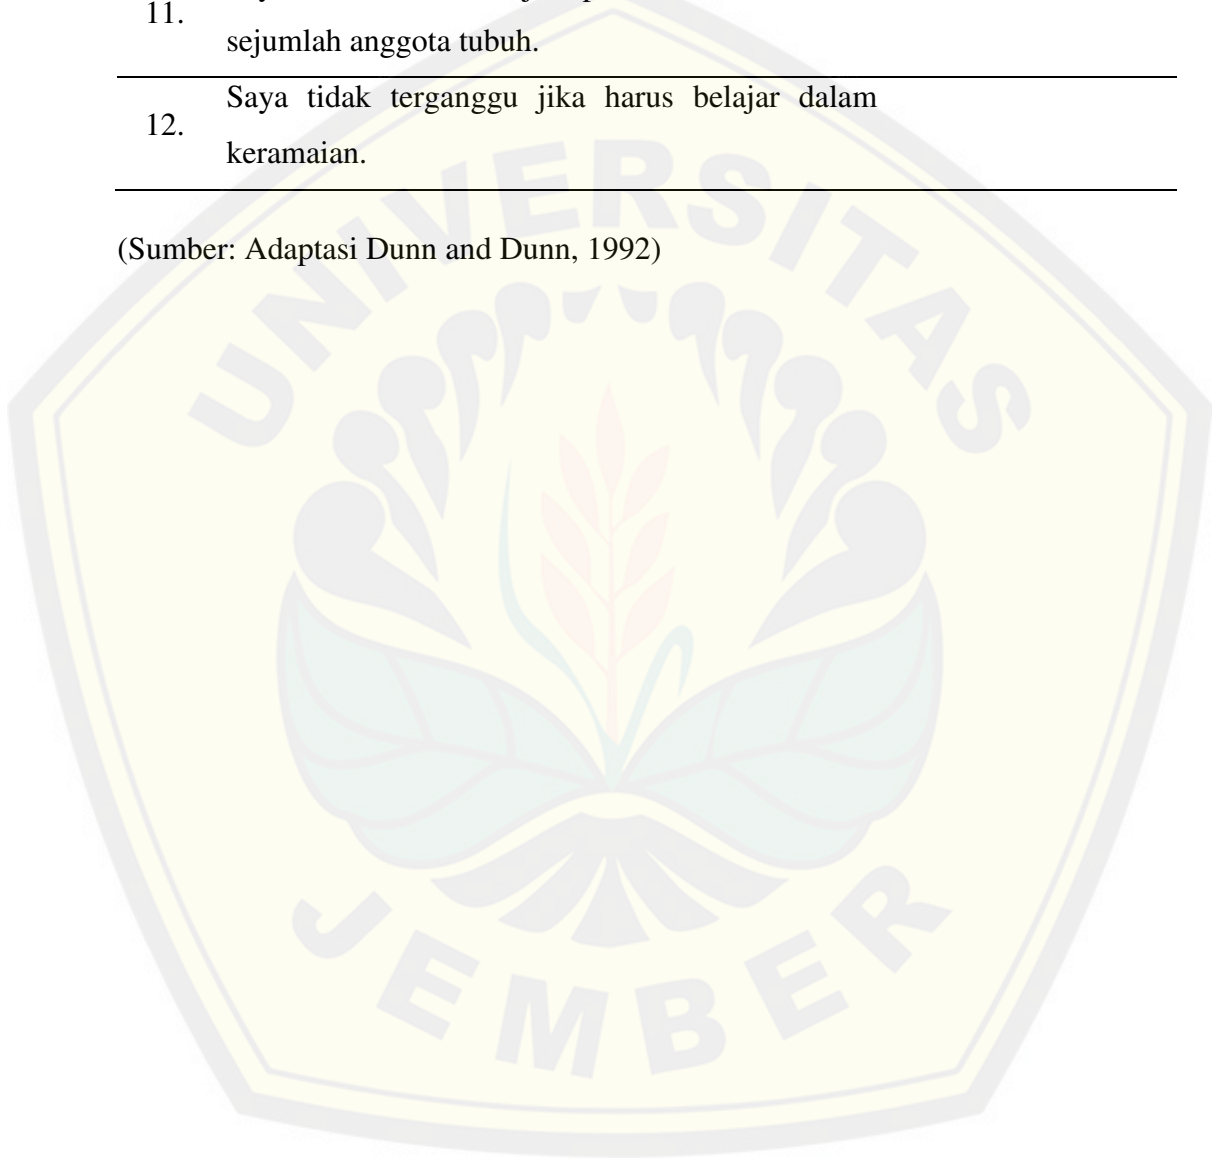 11.
sejumlah anggota tubuh.
12.
Saya tidak terganggu jika harus belajar dalam
keramaian.
(Sumber: Adaptasi Dunn and Dunn, 1992)
UNIVERSITAS
JEMBER